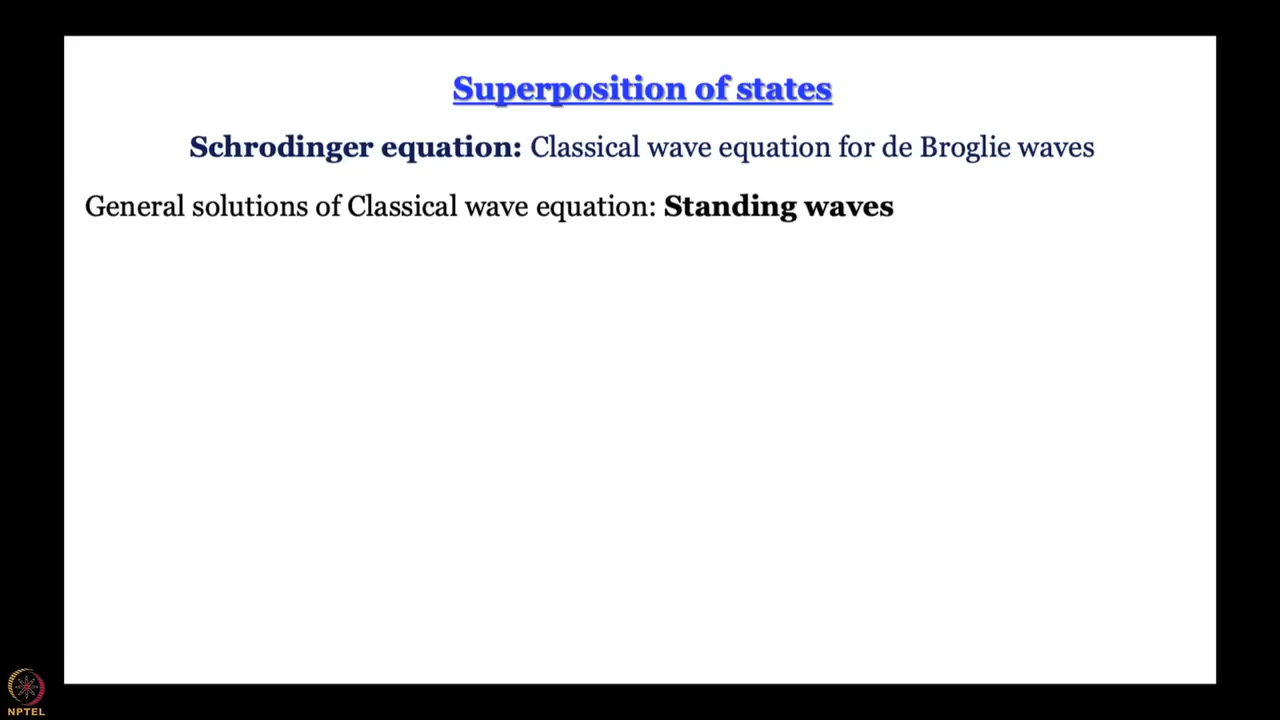 Superposition of states
Schrodinger equation: Classical wave equation for de Broglie waves
General solutions of Classical wave equation: Standing waves
NPTEL